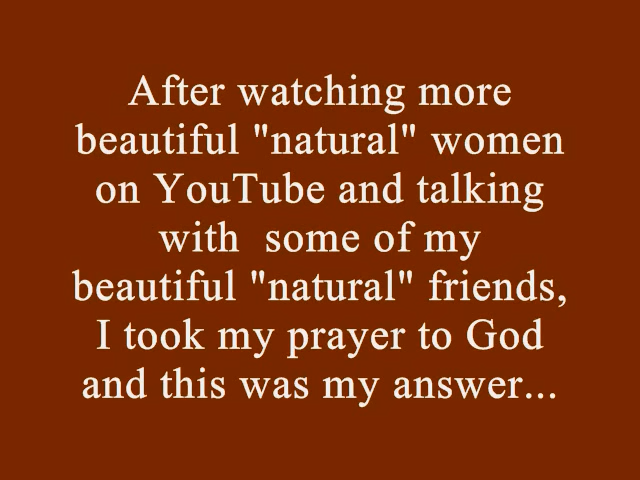 After watching more
beautiful "natural" women
on YouTube and talking
with  some of my
beautiful "natural" friends,
I took my prayer to God
and this was my answer...